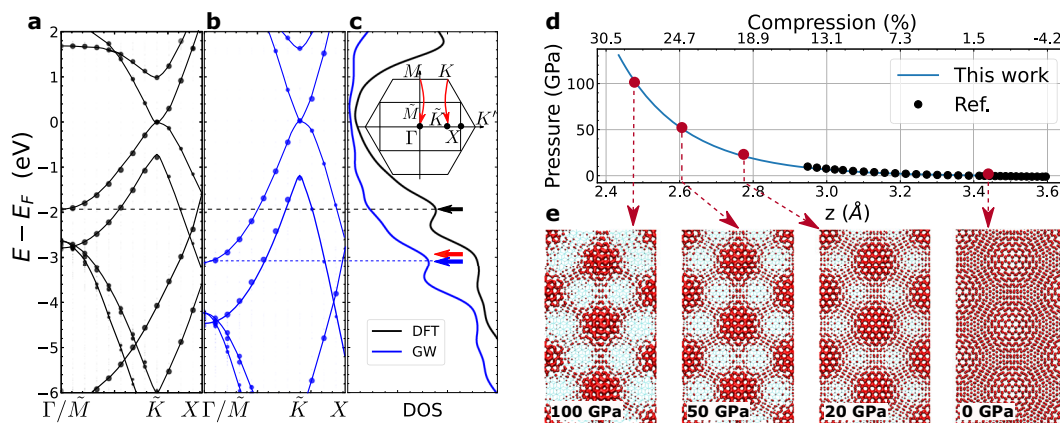 a
b
c
d
2
1
0
−1
−2
−3
−4
−5
−6
E − E_F (eV)
Γ/M̃
K̃
X
Γ/M̃
K̃
X
DOS
M
K
M̃
K̃
K′
Γ
X
DFT
GW
Compression (%)
30.5 24.7 18.9 13.1 7.3 1.5 -4.2
Pressure (GPa)
100
50
0
This work
Ref.
2.4 2.6 2.8 3.0 3.2 3.4 3.6
z (Å)
e
100 GPa
50 GPa
20 GPa
0 GPa